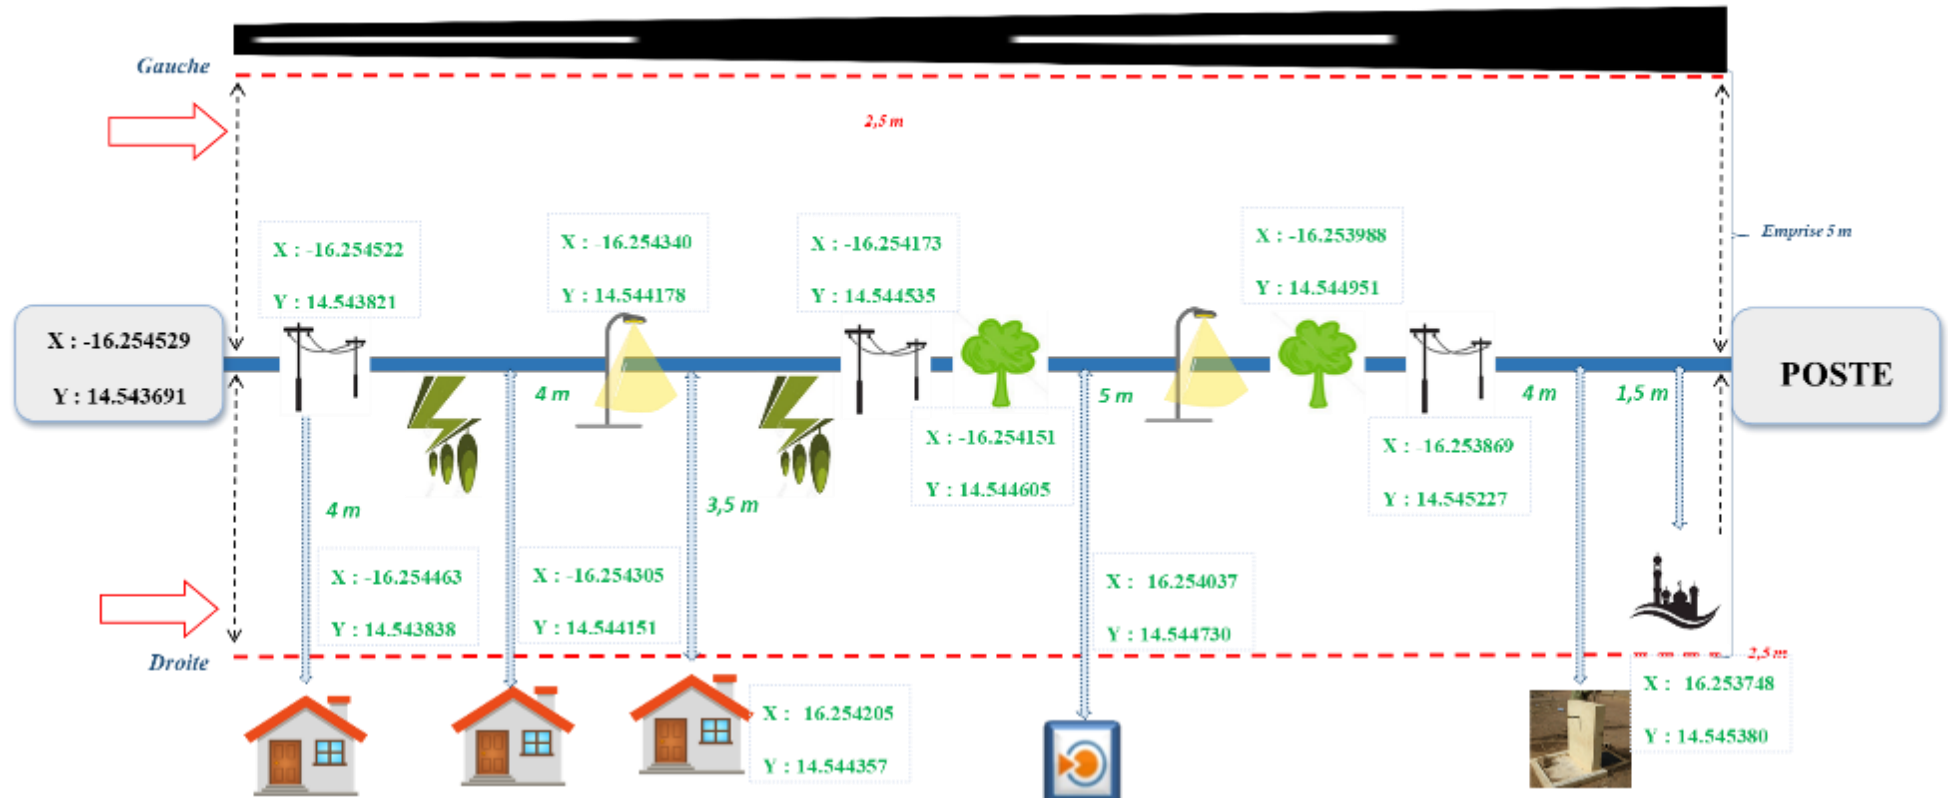 Gauche
2,5 m
Emprise 5 m
X : -16.254522
Y : 14.543821
X : -16.254340
Y : 14.544178
X : -16.254173
Y : 14.544535
X : -16.253988
Y : 14.544951
X : -16.254529
Y : 14.543691
POSTE
4 m
5 m
4 m
1,5 m
X : -16.254151
Y : 14.544605
X : -16.253869
Y : 14.545227
4 m
3,5 m
X : -16.254463
Y : 14.543838
X : -16.254305
Y : 14.544151
X : 16.254037
Y : 14.544730
Droite
2,5 m
X : 16.254205
Y : 14.544357
X : 16.253748
Y : 14.545380